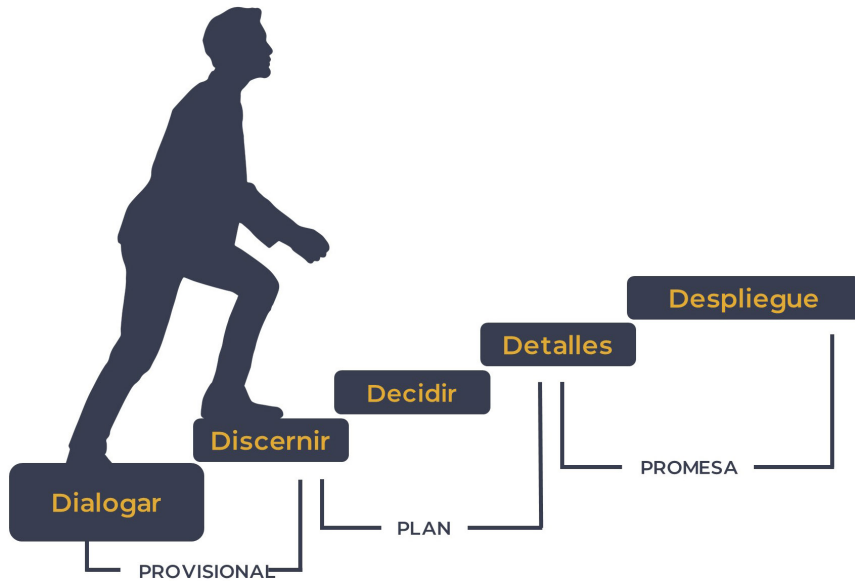 Dialogar
Discernir
Decidir
Detalles
Despliegue
PROVISIONAL
PLAN
PROMESA